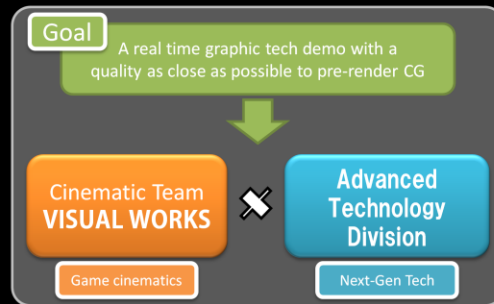 Goal
A real time graphic tech demo with a
quality as close as possible to pre-render CG
Cinematic Team
VISUAL WORKS
Advanced
Technology
Division
Game cinematics
Next-Gen Tech